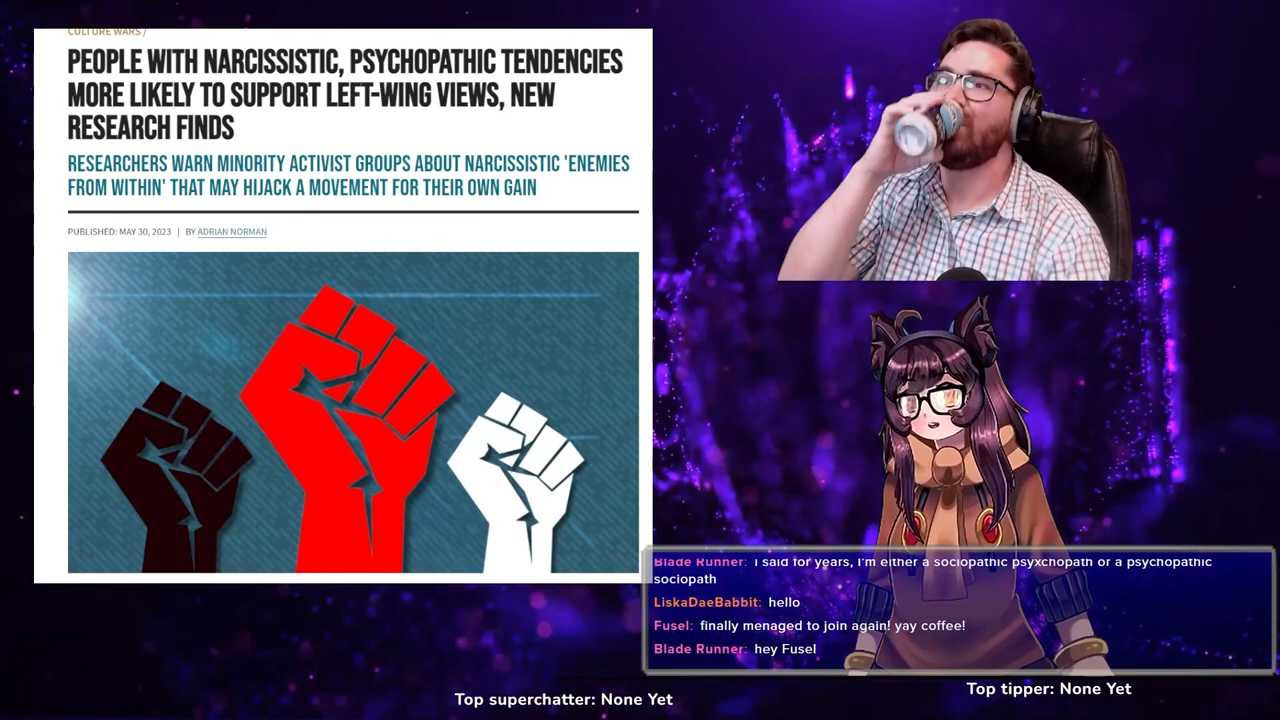 CULTURE WARS /
PEOPLE WITH NARCISSISTIC, PSYCHOPATHIC TENDENCIES
MORE LIKELY TO SUPPORT LEFT-WING VIEWS, NEW
RESEARCH FINDS
RESEARCHERS WARN MINORITY ACTIVIST GROUPS ABOUT NARCISSISTIC 'ENEMIES
FROM WITHIN' THAT MAY HIJACK A MOVEMENT FOR THEIR OWN GAIN
PUBLISHED: MAY 30, 2023 | BY ADRIAN NORMAN
Blade Runner: I said for years, I'm either a sociopathic psyxchopath or a psychopathic
sociopath
LiskaDaeBabbit: hello
Fusel: finally menaged to join again! yay coffee!
Blade Runner: hey Fusel
Top superchatter: None Yet
Top tipper: None Yet